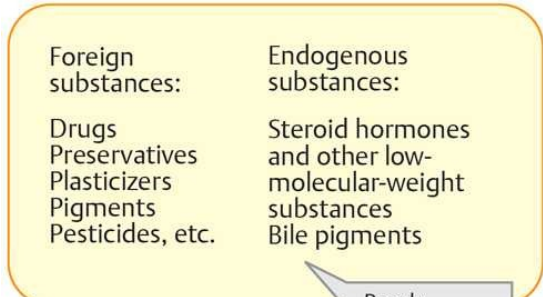 Foreign
substances:
Drugs
Preservatives
Plasticizers
Pigments
Pesticides, etc.
Endogenous
substances:
Steroid hormones
and other low-
molecular-weight
substances
Bile pigments